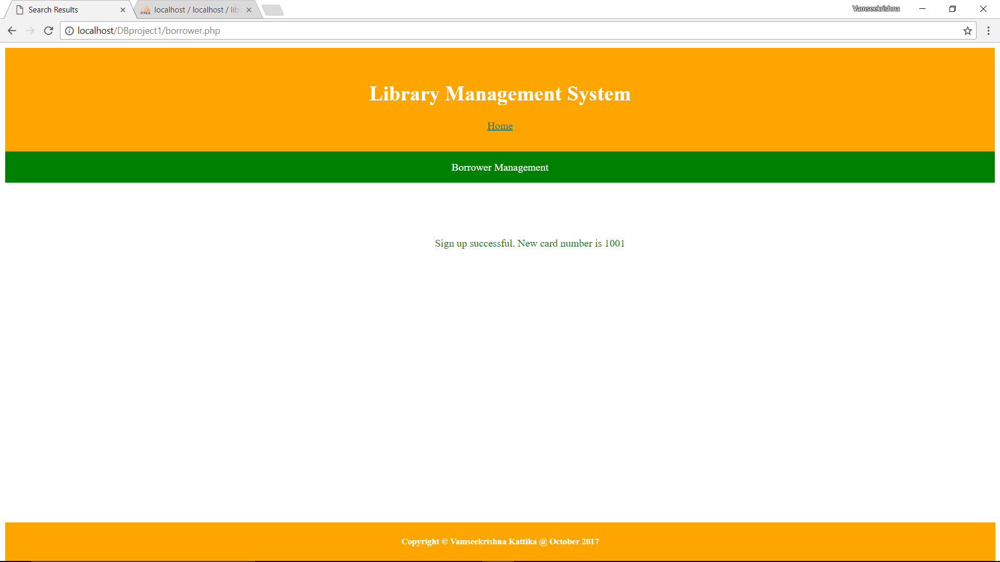 Search Results
localhost / localhost / lib
Vamseekrishna
localhost/DBproject1/borrower.php
Library Management System
Home
Borrower Management
Sign up successful. New card number is 1001
Copyright © Vamseekrishna Kattika @ October 2017